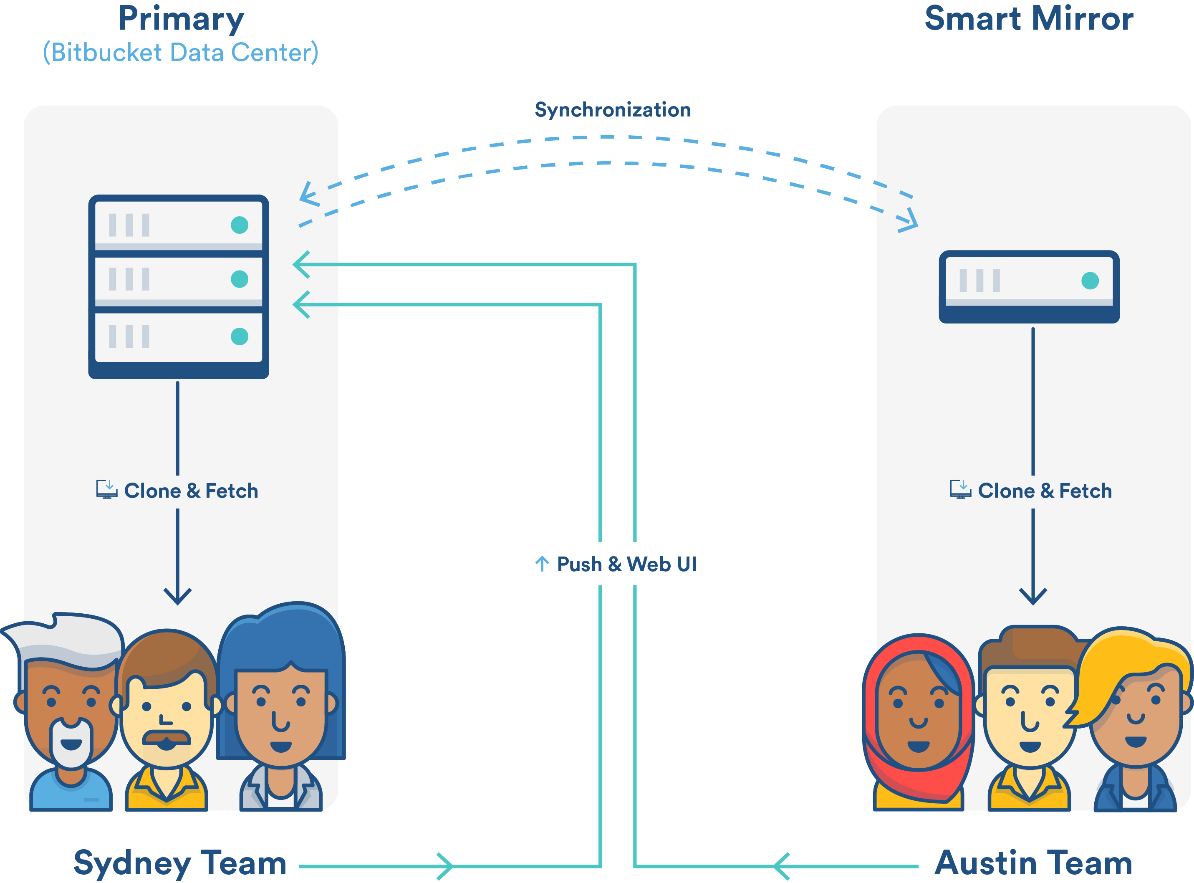 Primary
(Bitbucket Data Center)
Smart Mirror
Synchronization
Clone & Fetch
Clone & Fetch
Push & Web UI
Sydney Team
Austin Team